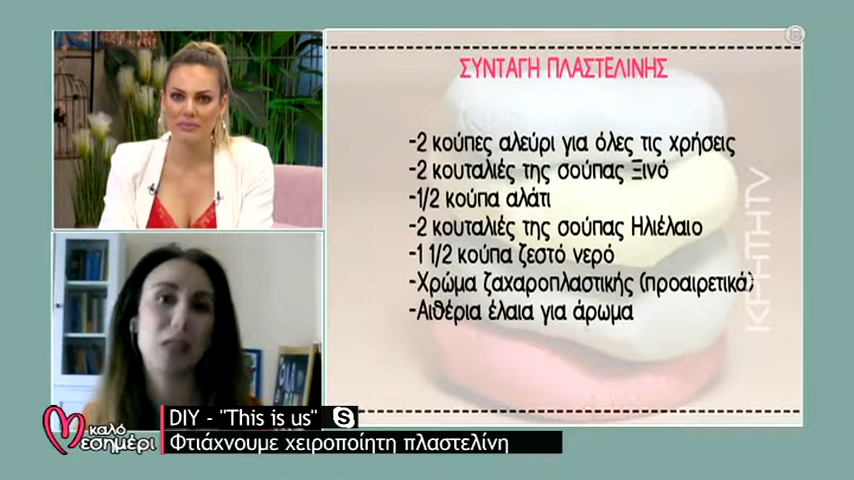 ΣΥΝΤΑΓΗ ΠΛΑΣΤΕΛΙΝΗΣ
-2 κούπες αλεύρι για όλες τις χρήσεις
-2 κουταλιές της σούπας Ξινό
-1/2 κούπα αλάτι
-2 κουταλιές της σούπας Ηλιέλαιο
-1 1/2 κούπα ζεστό νερό
-Χρώμα ζαχαροπλαστικής (προαιρετικά)
-Αιθέρια έλαια για άρωμα
ΚΡΗΤΗTV
DIY - "This is us"
Φτιάχνουμε χειροποίητη πλαστελίνη
καλό
μεσημέρι